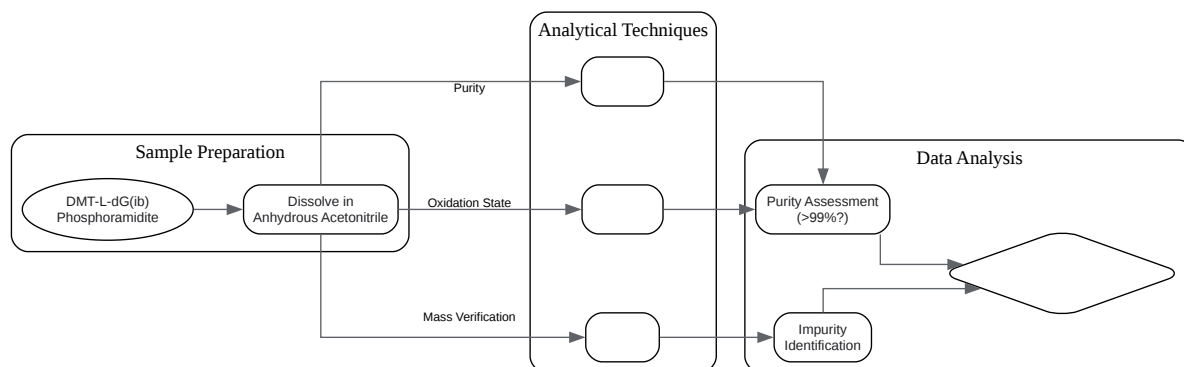 Analytical Techniques
Purity
Sample Preparation
DMT-L-dG(ib)
Phosphoramidite
Dissolve in
Anhydrous Acetonitrile
Oxidation State
Mass Verification
Data Analysis
Purity Assessment
(>99%?)
Impurity
Identification